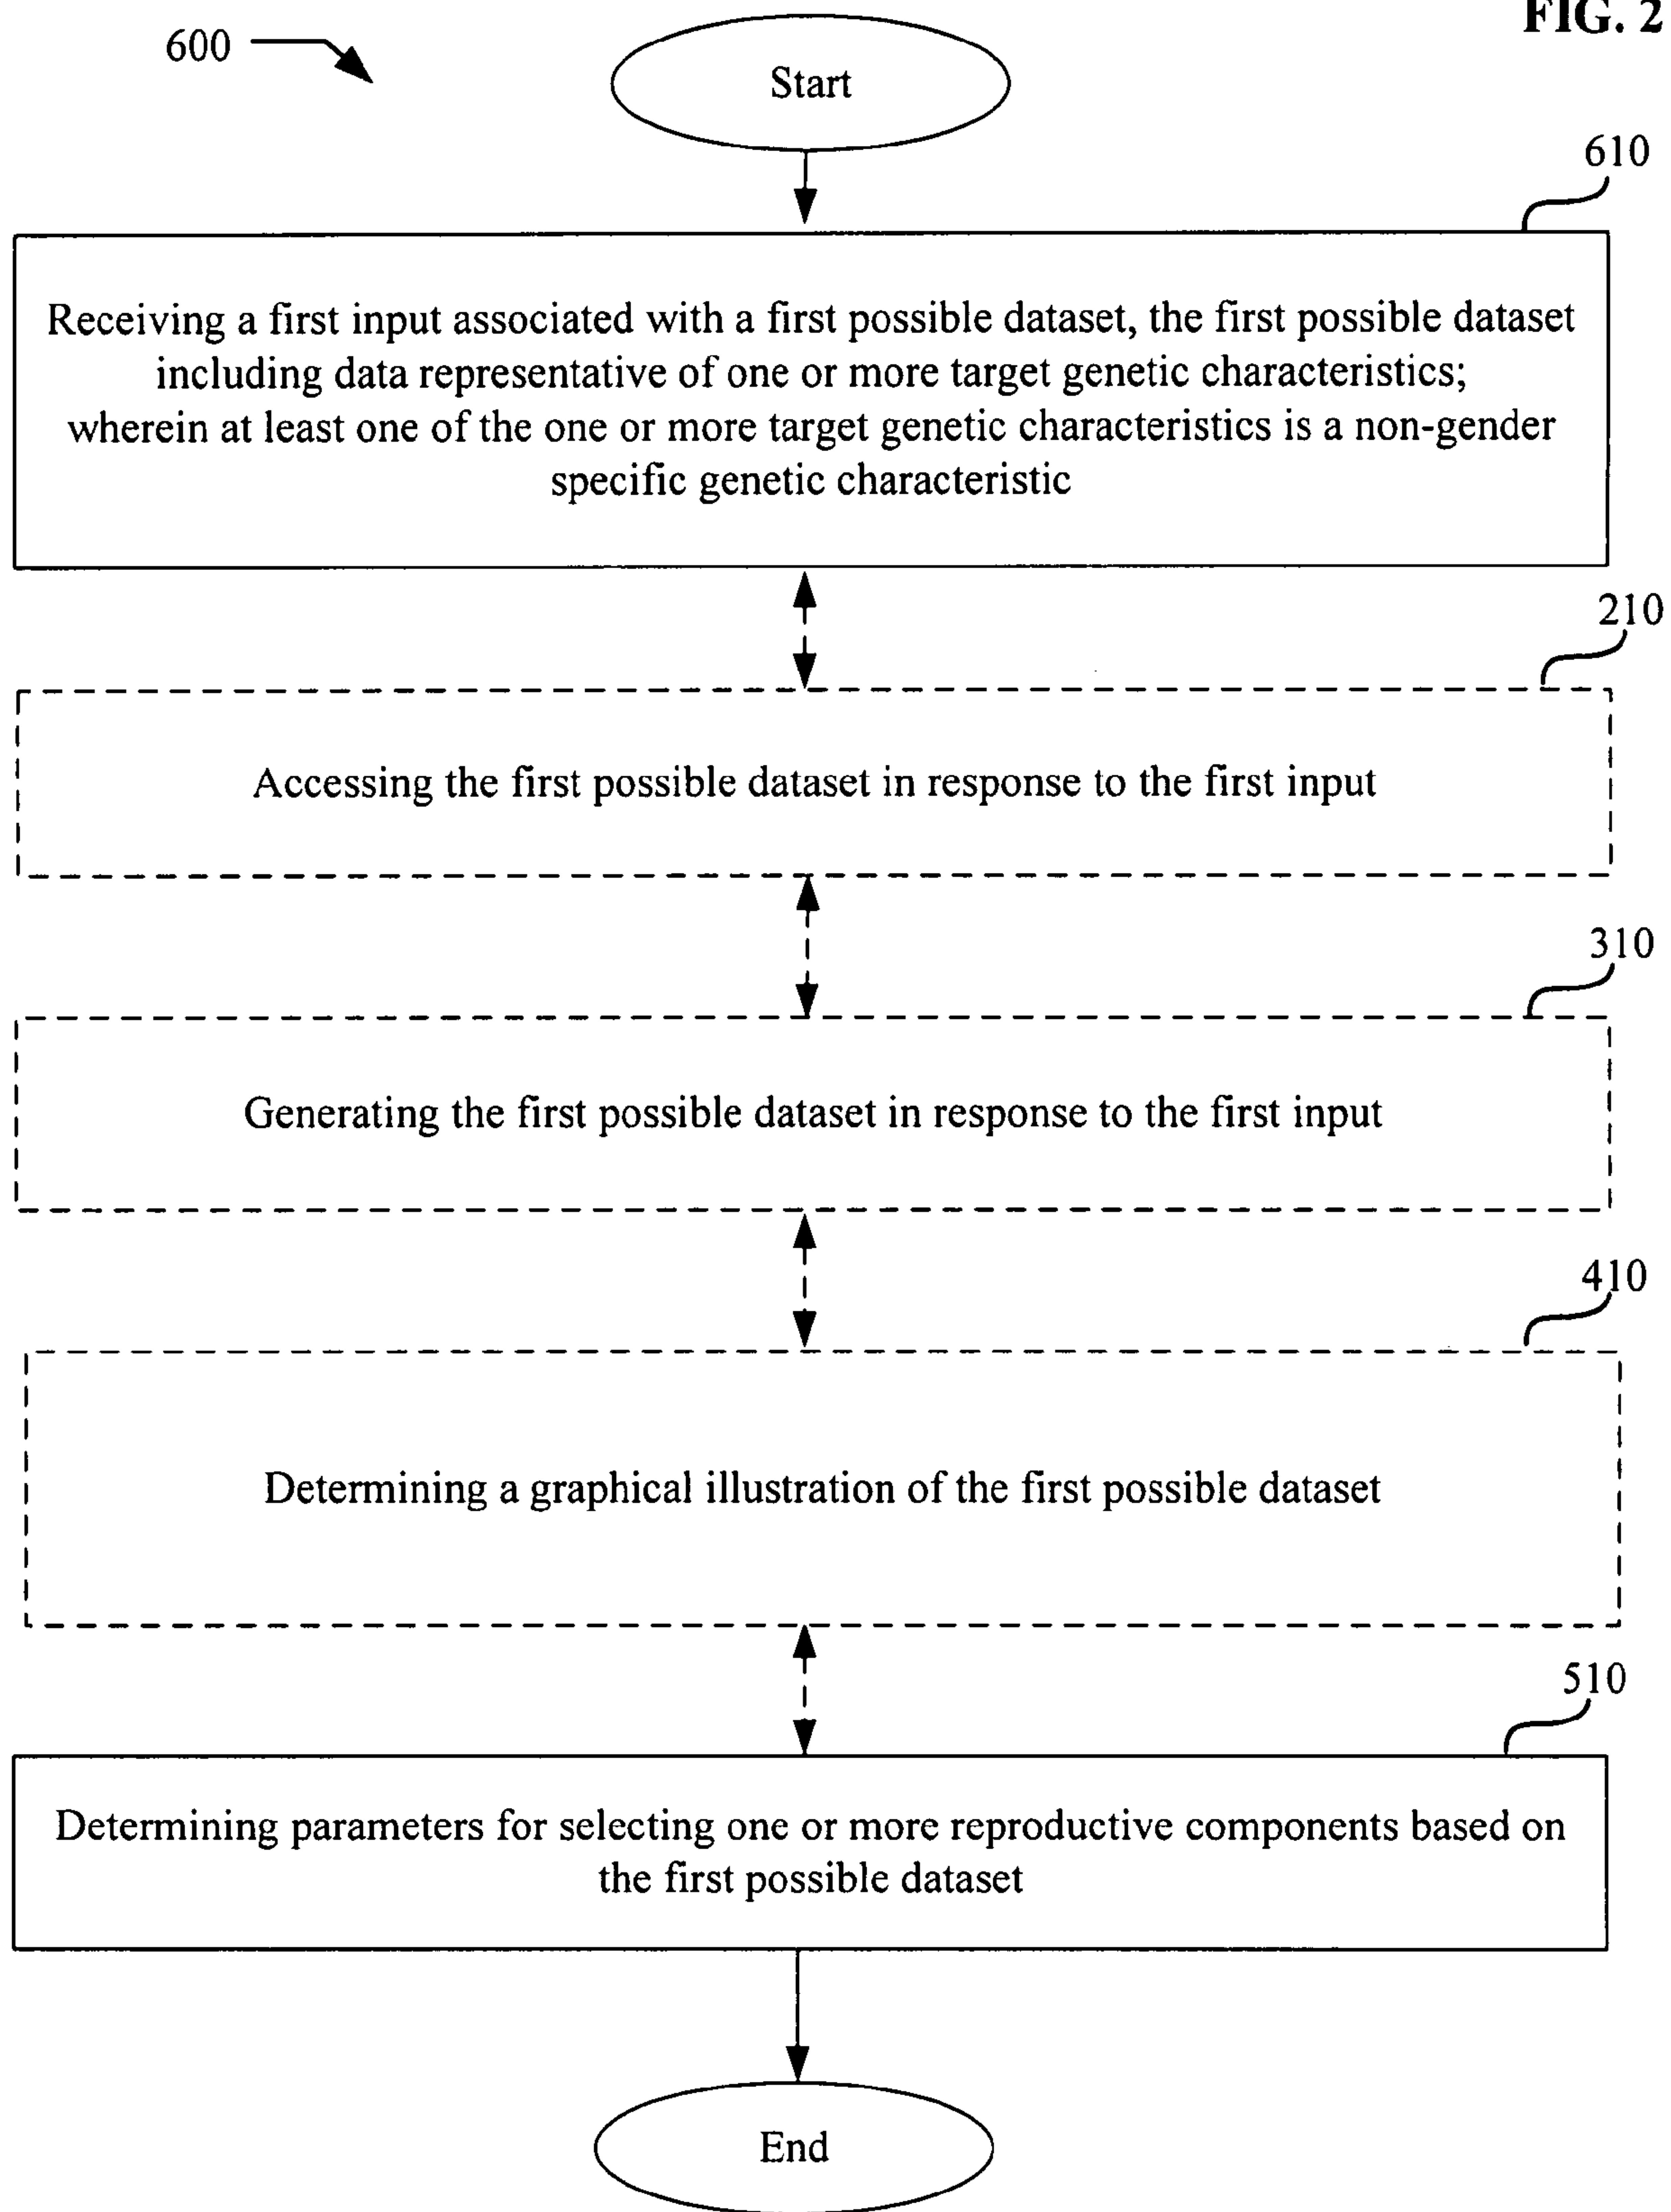 FIG. 2
600
Start
610
Receiving a first input associated with a first possible dataset, the first possible dataset
including data representative of one or more target genetic characteristics;
wherein at least one of the one or more target genetic characteristics is a non-gender
specific genetic characteristic
210
Accessing the first possible dataset in response to the first input
310
Generating the first possible dataset in response to the first input
410
Determining a graphical illustration of the first possible dataset
510
Determining parameters for selecting one or more reproductive components based on
the first possible dataset
End